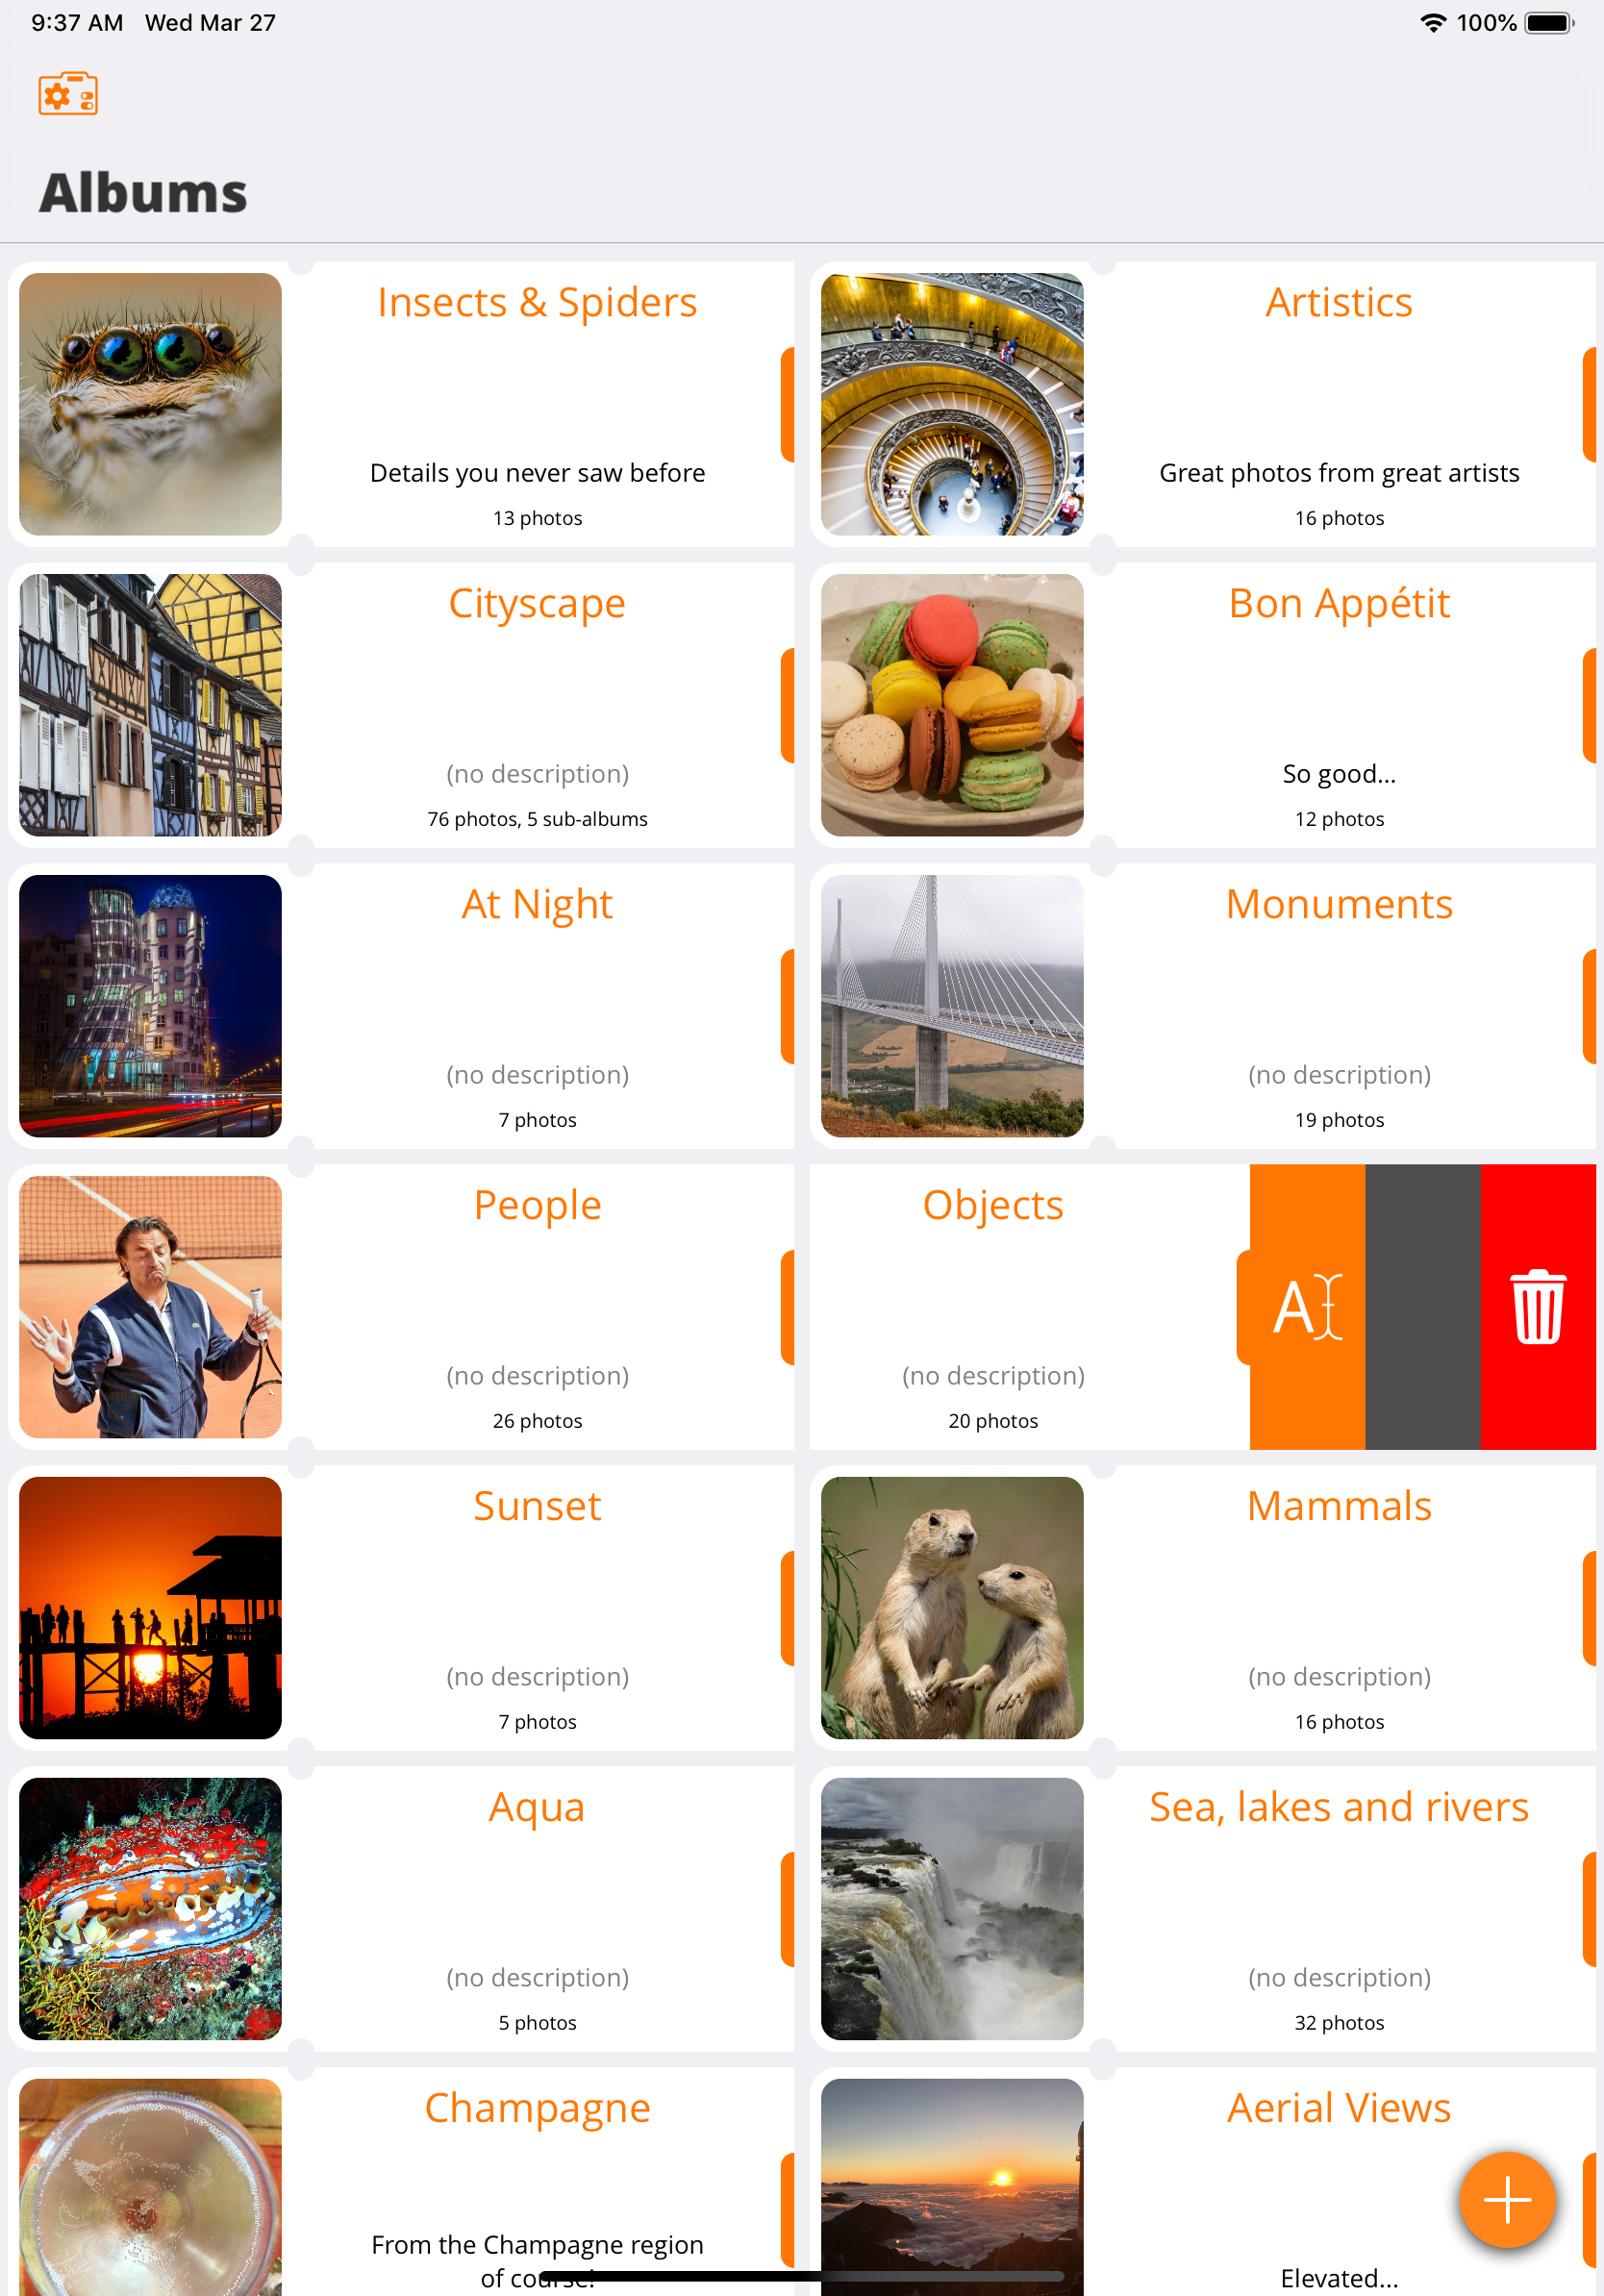 9:37 AM Wed Mar 27
100%
Albums
Insects & Spiders
Details you never saw before
13 photos
Artistics
Great photos from great artists
16 photos
Cityscape
(no description)
76 photos, 5 sub-albums
Bon Appétit
So good...
12 photos
At Night
(no description)
7 photos
Monuments
(no description)
19 photos
People
(no description)
26 photos
Objects
(no description)
20 photos
A
Sunset
(no description)
7 photos
Mammals
(no description)
16 photos
Aqua
(no description)
5 photos
Sea, lakes and rivers
(no description)
32 photos
Champagne
From the Champagne region
of course!
Aerial Views
Elevated...